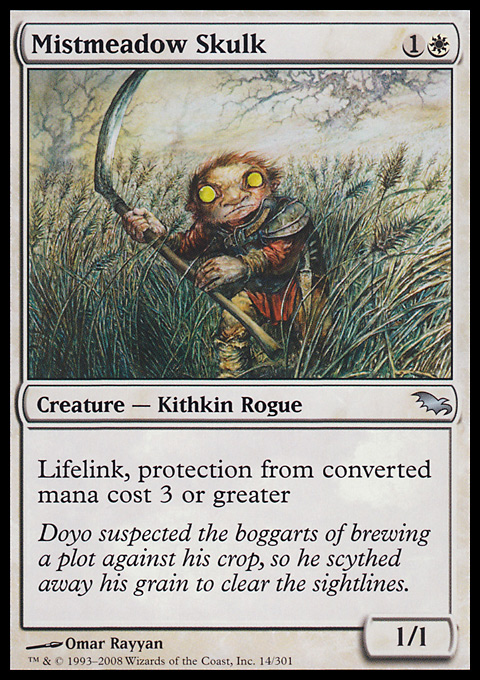 Mistmeadow Skulk 1
Creature — Kithkin Rogue
Lifelink, protection from converted
mana cost 3 or greater
Doyo suspected the boggarts of brewing
a plot against his crop, so he scythed
away his grain to clear the sightlines.
Omar Rayyan
™ & © 1993–2008 Wizards of the Coast, Inc. 14/301
1/1